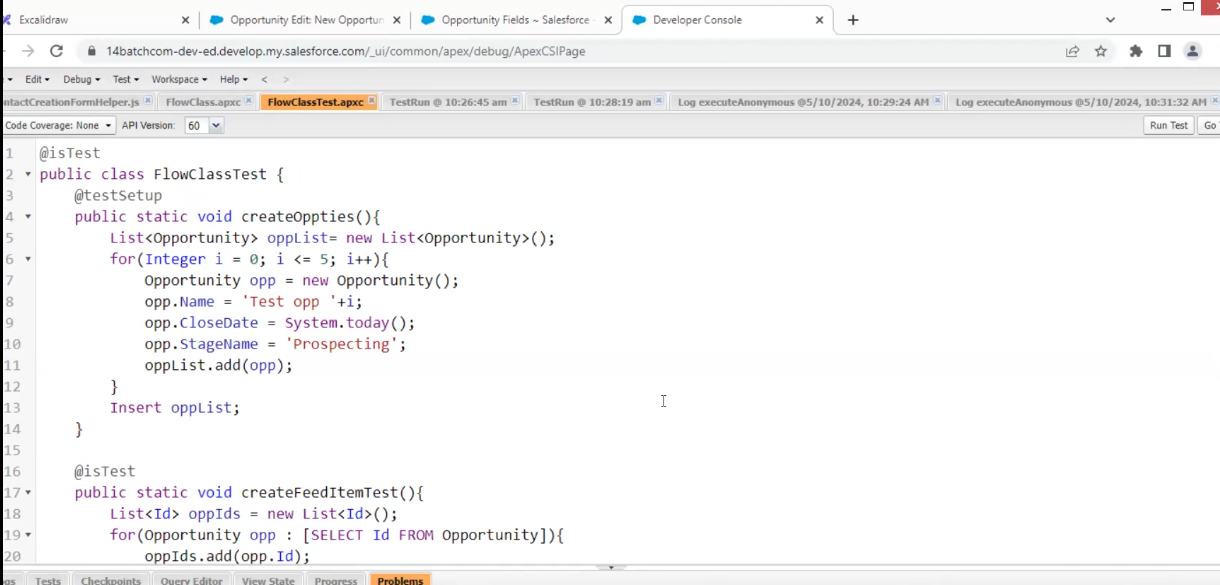 Excalidraw
Opportunity Edit: New Opportun
Opportunity Fields ~ Salesforce
Developer Console
14batchcom-dev-ed.develop.my.salesforce.com/_ui/common/apex/debug/ApexCSIPage
Edit Debug Test Workspace Help < >
ntactCreationFormHelper.js FlowClass.apxc FlowClassTest.apxc TestRun @ 10:26:45 am TestRun @ 10:28:19 am Log executeAnonymous @5/10/2024, 10:29:24 AM Log executeAnonymous @5/10/2024, 10:31:32 AM
Code Coverage: None API Version: 60 Run Test Go
1 @isTest
2 public class FlowClassTest {
3 @testSetup
4 public static void createOppties(){
5 List<Opportunity> oppList= new List<Opportunity>();
6 for(Integer i = 0; i <= 5; i++){
7 Opportunity opp = new Opportunity();
8 opp.Name = 'Test opp '+i;
9 opp.CloseDate = System.today();
10 opp.StageName = 'Prospecting';
11 oppList.add(opp);
12 }
13 Insert oppList;
14 }
15
16 @isTest
17 public static void createFeedItemTest(){
18 List<Id> oppIds = new List<Id>();
19 for(Opportunity opp : [SELECT Id FROM Opportunity]){
20 oppIds.add(opp.Id);
gs Tests Checkpoints Query Editor View State Progress Problems